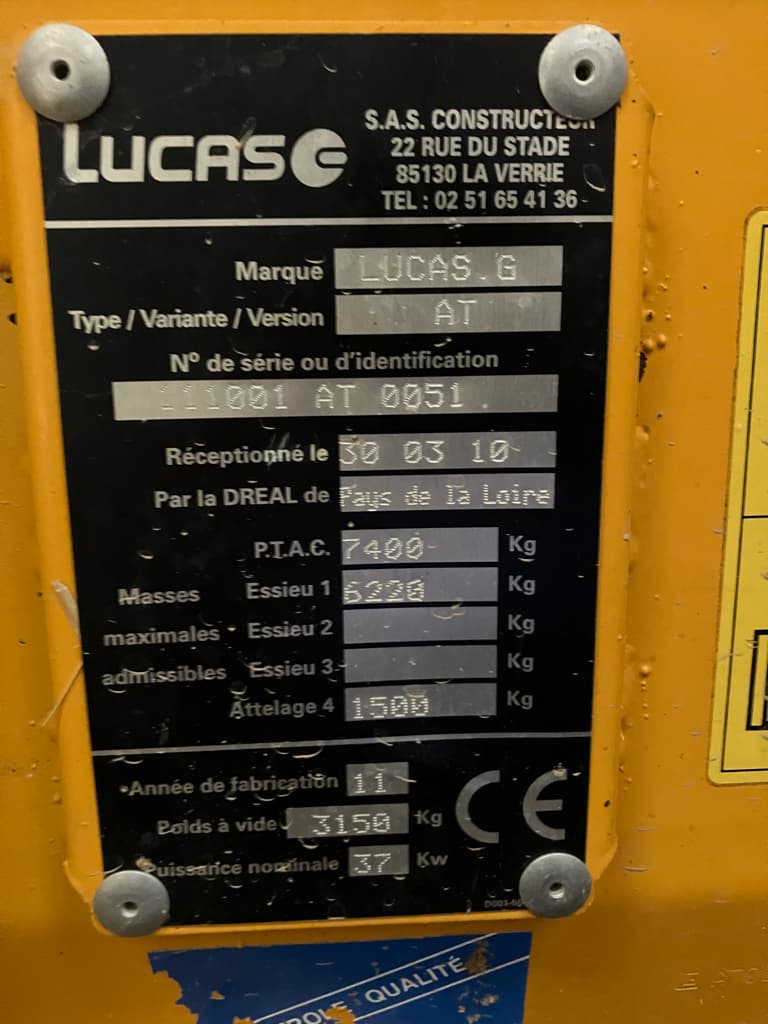 LUCAS G
S.A.S. CONSTRUCTEUR
22 RUE DU STADE
85130 LA VERRIE
TEL : 02 51 65 41 36
Marque LUCAS.G
Type / Variante / Version AT
N° de série ou d'identification
111001 AT 0051
Réceptionné le 30 03 10
Par la DREAL de Pays de la Loire
P.T.A.C. 7400 Kg
Masses Essieu 1 6220 Kg
maximales Essieu 2 Kg
admissibles Essieu 3 Kg
Attelage 4 1500 Kg
Année de fabrication 11
Poids à vide 3150 Kg
CE
Puissance nominale 37 Kw
QUALITÉ